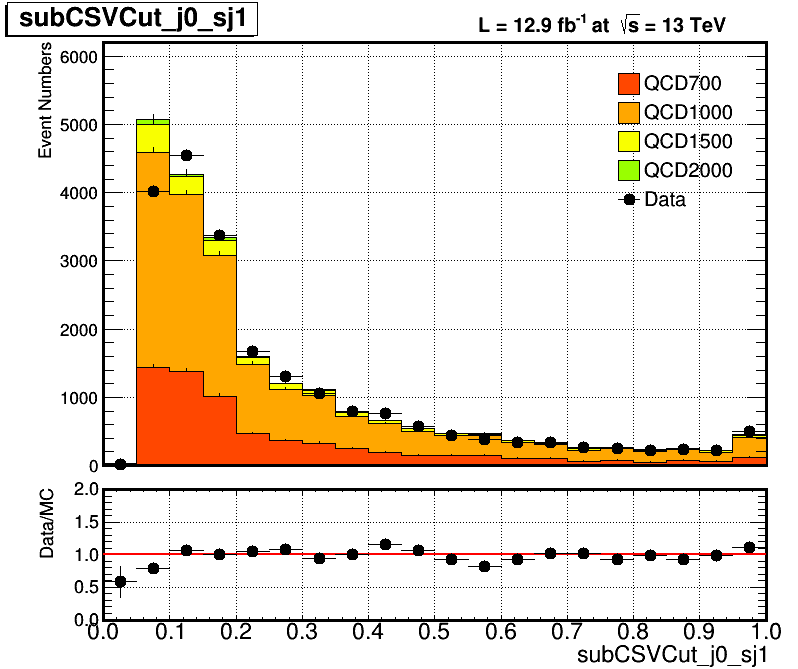 subCSVCut_j0_sj1
L = 12.9 fb-1 at √s = 13 TeV
Event Numbers
6000
5000
4000
3000
2000
1000
0
QCD700
QCD1000
QCD1500
QCD2000
Data
Data/MC
2.0
1.5
1.0
0.5
0.0
0.0 0.1 0.2 0.3 0.4 0.5 0.6 0.7 0.8 0.9 1.0
subCSVCut_j0_sj1